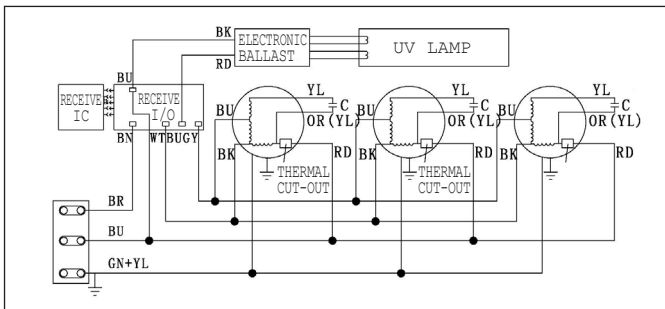 BK
ELECTRONIC
BALLAST
UV LAMP
RD
BU
RECEIVE
IC
RECEIVE
I/O
BN
WT
BU
GY
YL
BU
C
OR(YL)
BK
RD
THERMAL
CUT-OUT
YL
BU
C
OR(YL)
BK
RD
THERMAL
CUT-OUT
YL
BU
C
OR(YL)
BK
RD
BR
BU
GN+YL